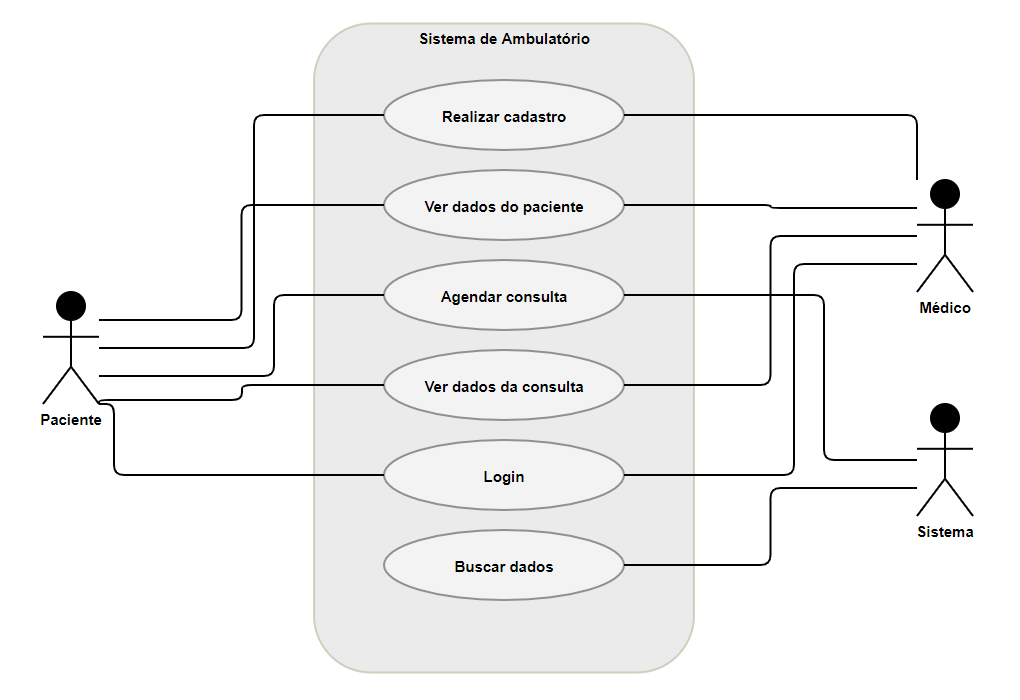 Sistema de Ambulatório
Realizar cadastro
Ver dados do paciente
Agendar consulta
Ver dados da consulta
Login
Buscar dados
Paciente
Médico
Sistema